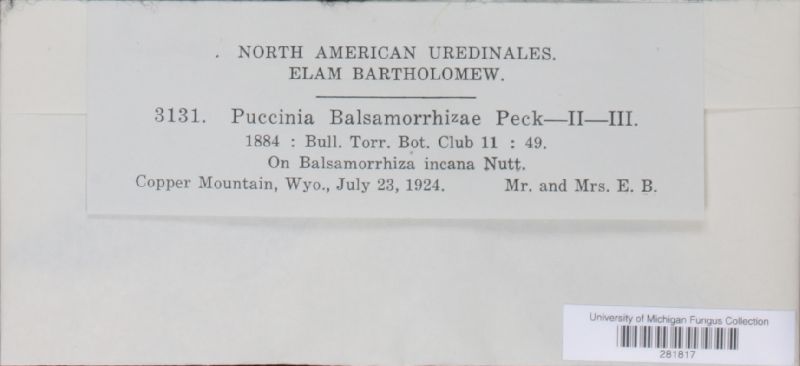 NORTH AMERICAN UREDINALES.
ELAM BARTHOLOMEW.
3131. Puccinia Balsamorrhizae Peck—II—III.
1884 : Bull. Torr. Bot. Club 11 : 49.
On Balsamorrhiza incana Nutt.
Copper Mountain, Wyo., July 23, 1924. Mr. and Mrs. E. B.
University of Michigan Fungus Collection
281817